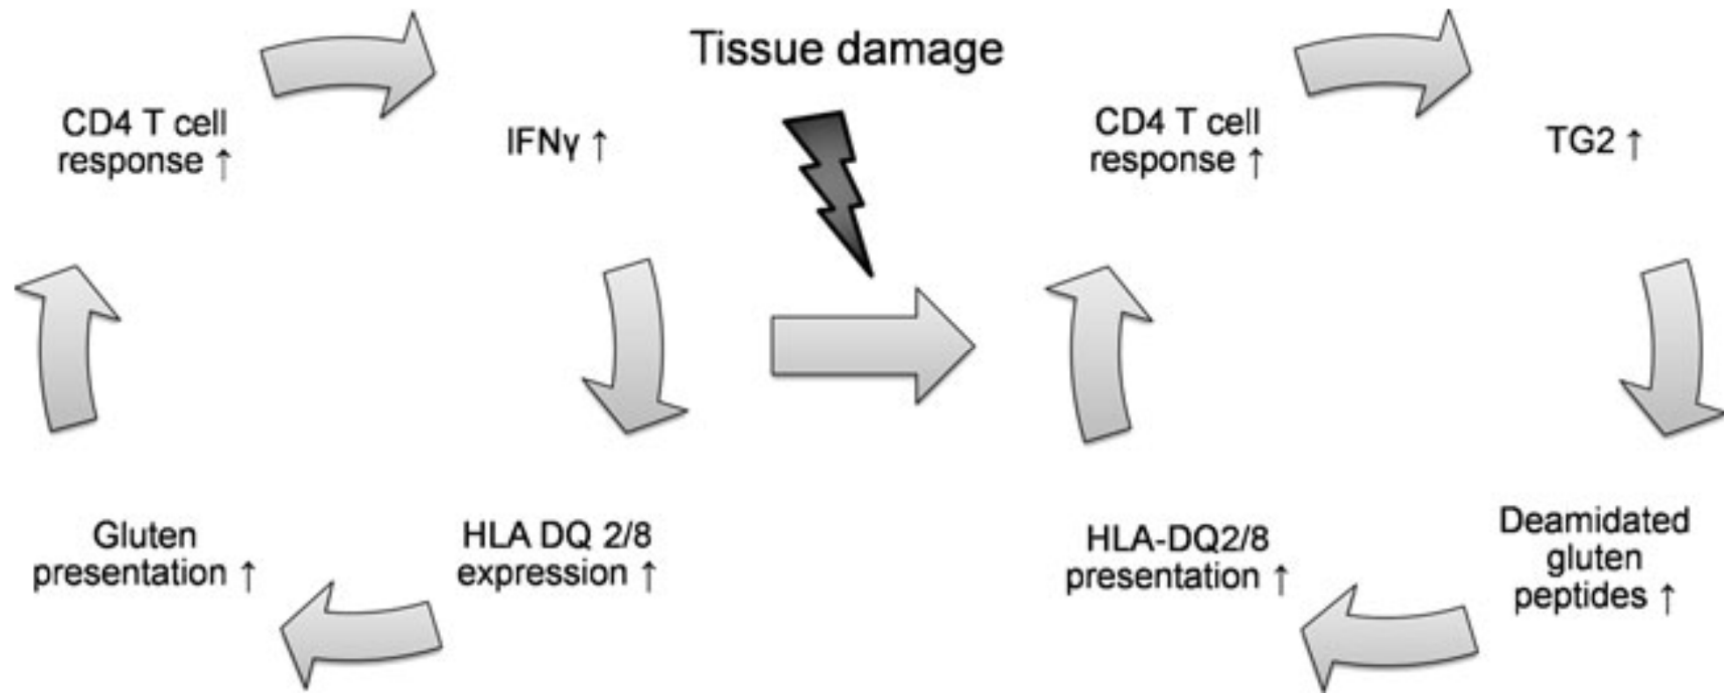 Tissue damage
CD4 T cell
response ↑
IFNγ ↑
HLA DQ 2/8
expression ↑
Gluten
presentation ↑
CD4 T cell
response ↑
TG2 ↑
Deamidated
gluten
peptides ↑
HLA-DQ2/8
presentation ↑